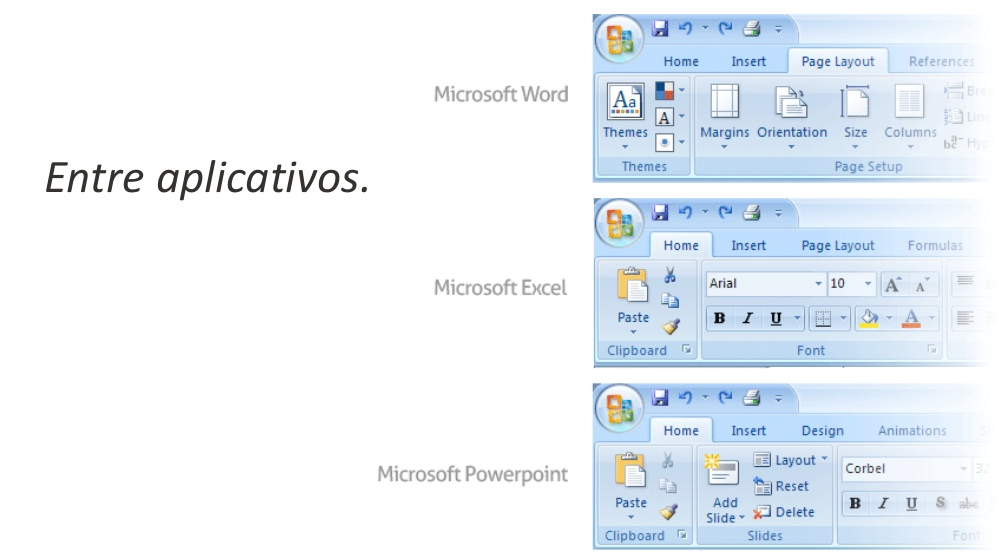 Entre aplicativos.
Microsoft Word
Home Insert Page Layout References
Aa
A
Themes Margins Orientation Size Columns
Themes Page Setup
Microsoft Excel
Home Insert Page Layout Formulas
Arial 10 A A
Paste B I U A
Clipboard Font
Microsoft Powerpoint
Home Insert Design Animations
Layout Corbel 32
Reset
Paste Add Slide Delete B I U S abc
Clipboard Slides Font